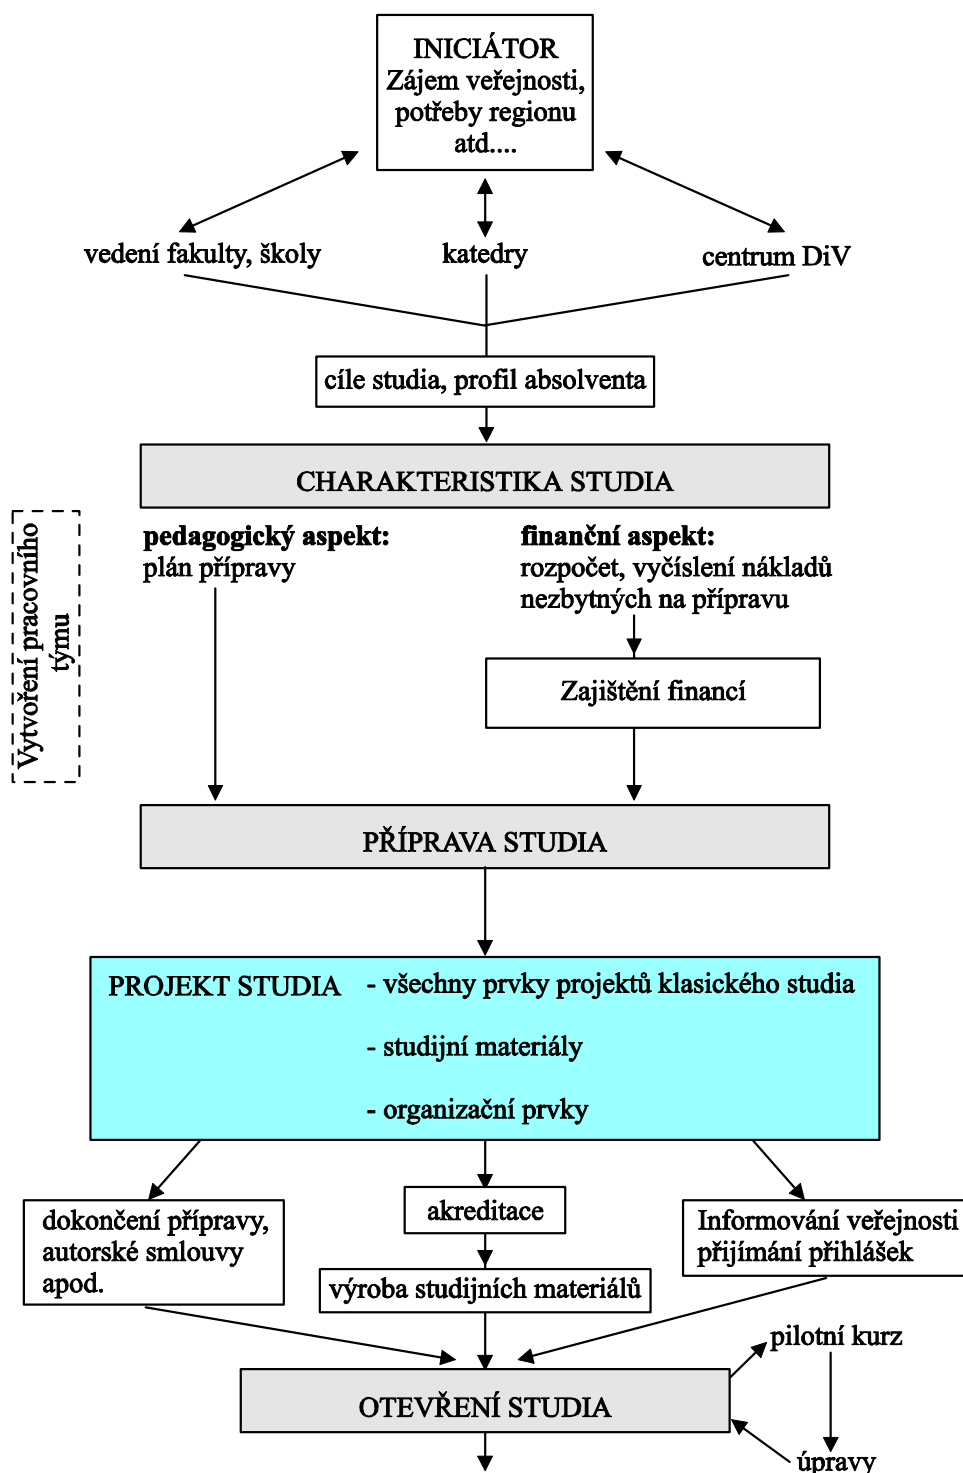 INICIÁTOR
Zájem veřejnosti,
potřeby regionu
atd....
vedení fakulty, školy
katedry
centrum DiV
cíle studia, profil absolventa
CHARAKTERISTIKA STUDIA
Vytvoření pracovního
týmu
pedagogický aspekt:
plán přípravy
finanční aspekt:
rozpočet, vyčíslení nákladů
nezbytných na přípravu
Zajištění financí
PŘÍPRAVA STUDIA
PROJEKT STUDIA - všechny prvky projektů klasického studia
- studijní materiály
- organizační prvky
dokončení přípravy,
autorské smlouvy
apod.
akreditace
výroba studijních materiálů
Informování veřejnosti
přijímání přihlášek
pilotní kurz
OTEVŘENÍ STUDIA
úpravy